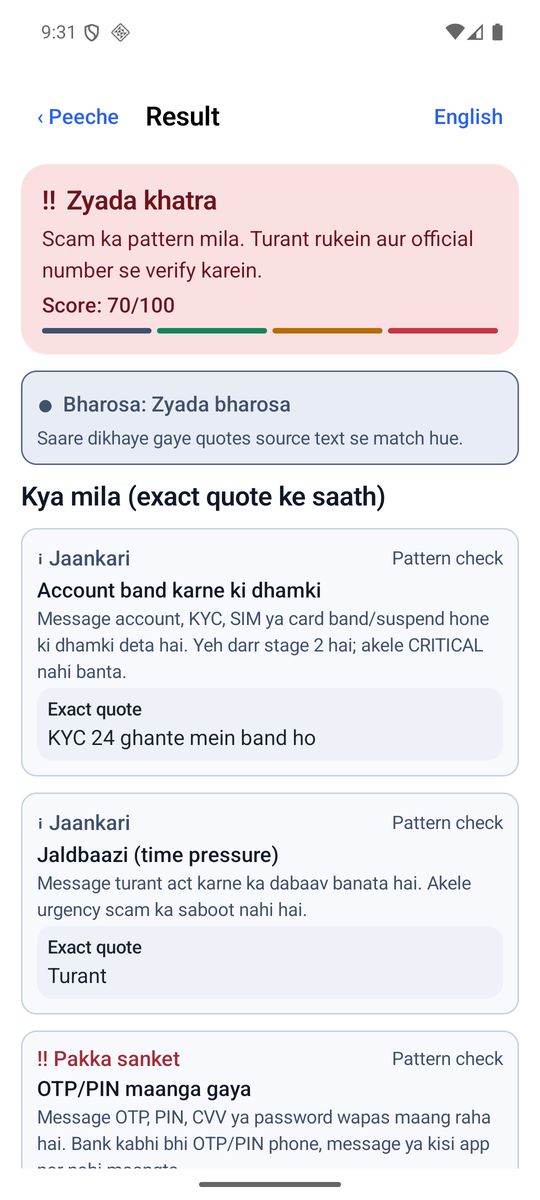 9:31
‹ Peeche Result English
!! Zyada khatra
Scam ka pattern mila. Turant rukein aur official
number se verify karein.
Score: 70/100
Bharosa: Zyada bharosa
Saare dikhaye gaye quotes source text se match hue.
Kya mila (exact quote ke saath)
i Jaankari Pattern check
Account band karne ki dhamki
Message account, KYC, SIM ya card band/suspend hone
ki dhamki deta hai. Yeh darr stage 2 hai; akele CRITICAL
nahi banta.
Exact quote
KYC 24 ghante mein band ho
i Jaankari Pattern check
Jaldbaazi (time pressure)
Message turant act karne ka dabaav banata hai. Akele
urgency scam ka saboot nahi hai.
Exact quote
Turant
!! Pakka sanket Pattern check
OTP/PIN maanga gaya
Message OTP, PIN, CVV ya password wapas maang raha
hai. Bank kabhi bhi OTP/PIN phone, message ya kisi app
par nahi maangta.